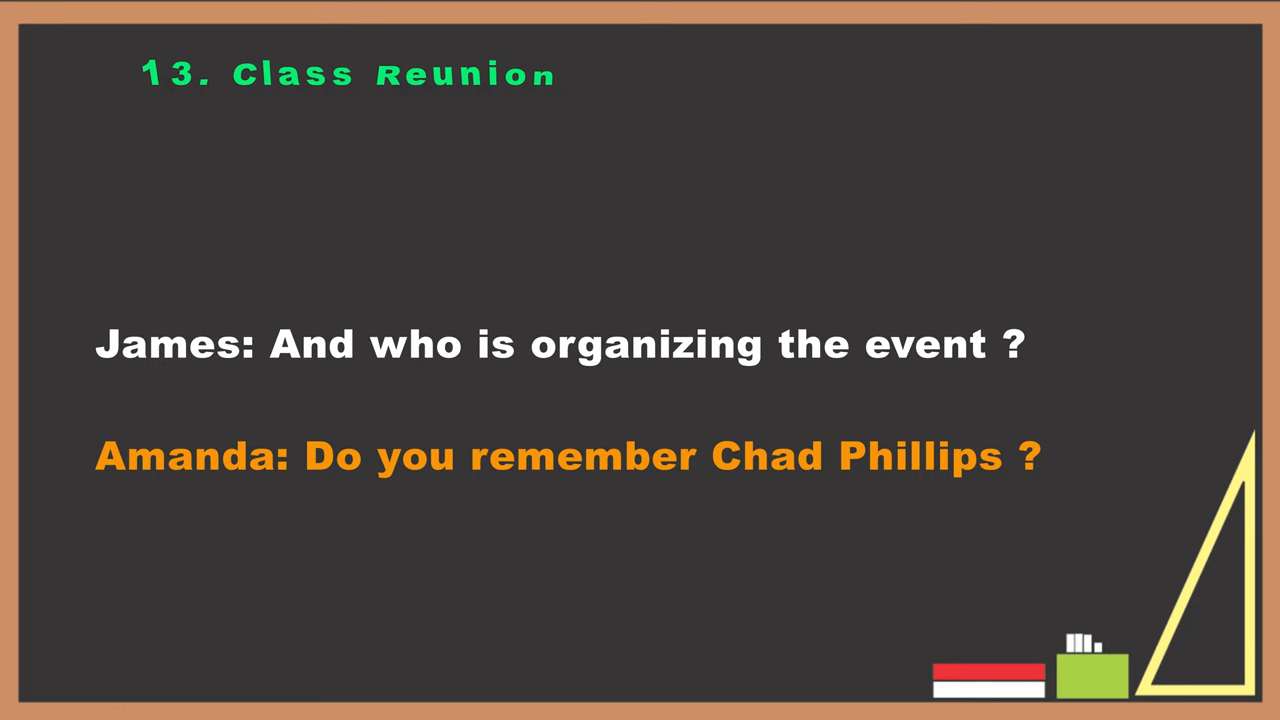 13. Class Reunion
James: And who is organizing the event ?
Amanda: Do you remember Chad Phillips ?